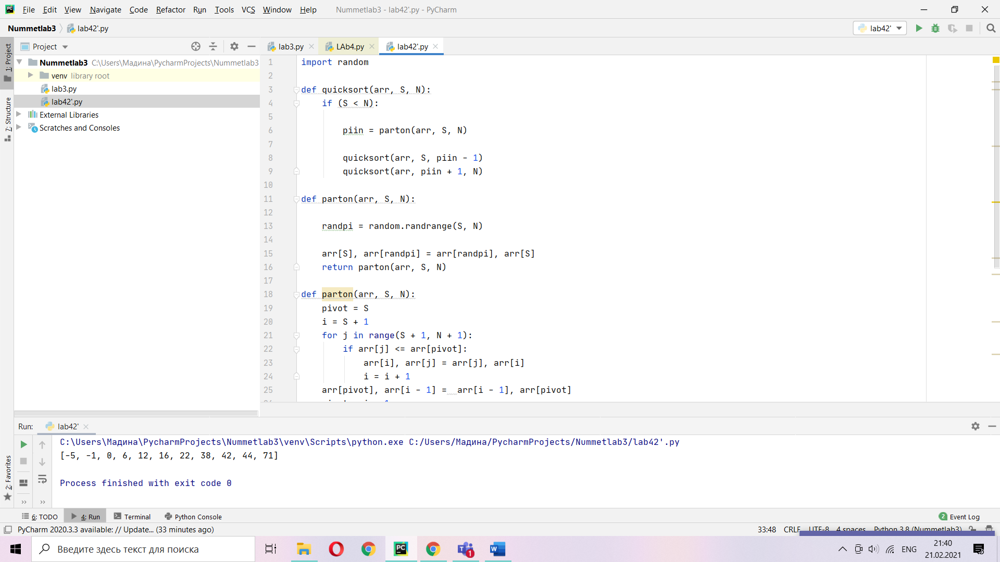 PC File Edit View Navigate Code Refactor Run Tools VCS Window Help Nummetlab3 - lab42'.py - PyCharm
Nummetlab3 lab42'.py lab42'
1: Project
7: Structure
2: Favorites
Project
Nummetlab3 C:\Users\Мадина\PycharmProjects\Nummetlab3
venv library root
lab3.py
lab42'.py
External Libraries
Scratches and Consoles
lab3.py LAb4.py lab42'.py
1 import random
2
3 def quicksort(arr, S, N):
4 if (S < N):
5
6 piin = parton(arr, S, N)
7
8 quicksort(arr, S, piin - 1)
9 quicksort(arr, piin + 1, N)
10
11 def parton(arr, S, N):
12
13 randpi = random.randrange(S, N)
14
15 arr[S], arr[randpi] = arr[randpi], arr[S]
16 return parton(arr, S, N)
17
18 def parton(arr, S, N):
19 pivot = S
20 i = S + 1
21 for j in range(S + 1, N + 1):
22 if arr[j] <= arr[pivot]:
23 arr[i], arr[j] = arr[j], arr[i]
24 i = i + 1
25 arr[pivot], arr[i - 1] =  arr[i - 1], arr[pivot]
Run: lab42'
C:\Users\Мадина\PycharmProjects\Nummetlab3\venv\Scripts\python.exe C:/Users/Мадина/PycharmProjects/Nummetlab3/lab42'.py
[-5, -1, 0, 6, 12, 16, 22, 38, 42, 44, 71]
Process finished with exit code 0
6: TODO 4: Run Terminal Python Console 2 Event Log
PyCharm 2020.3.3 available: // Update... (33 minutes ago) 33:48 CRLF UTF-8 4 spaces Python 3.8 (Nummetlab3)
Введите здесь текст для поиска PC 1 W ENG 21:40
21.02.2021